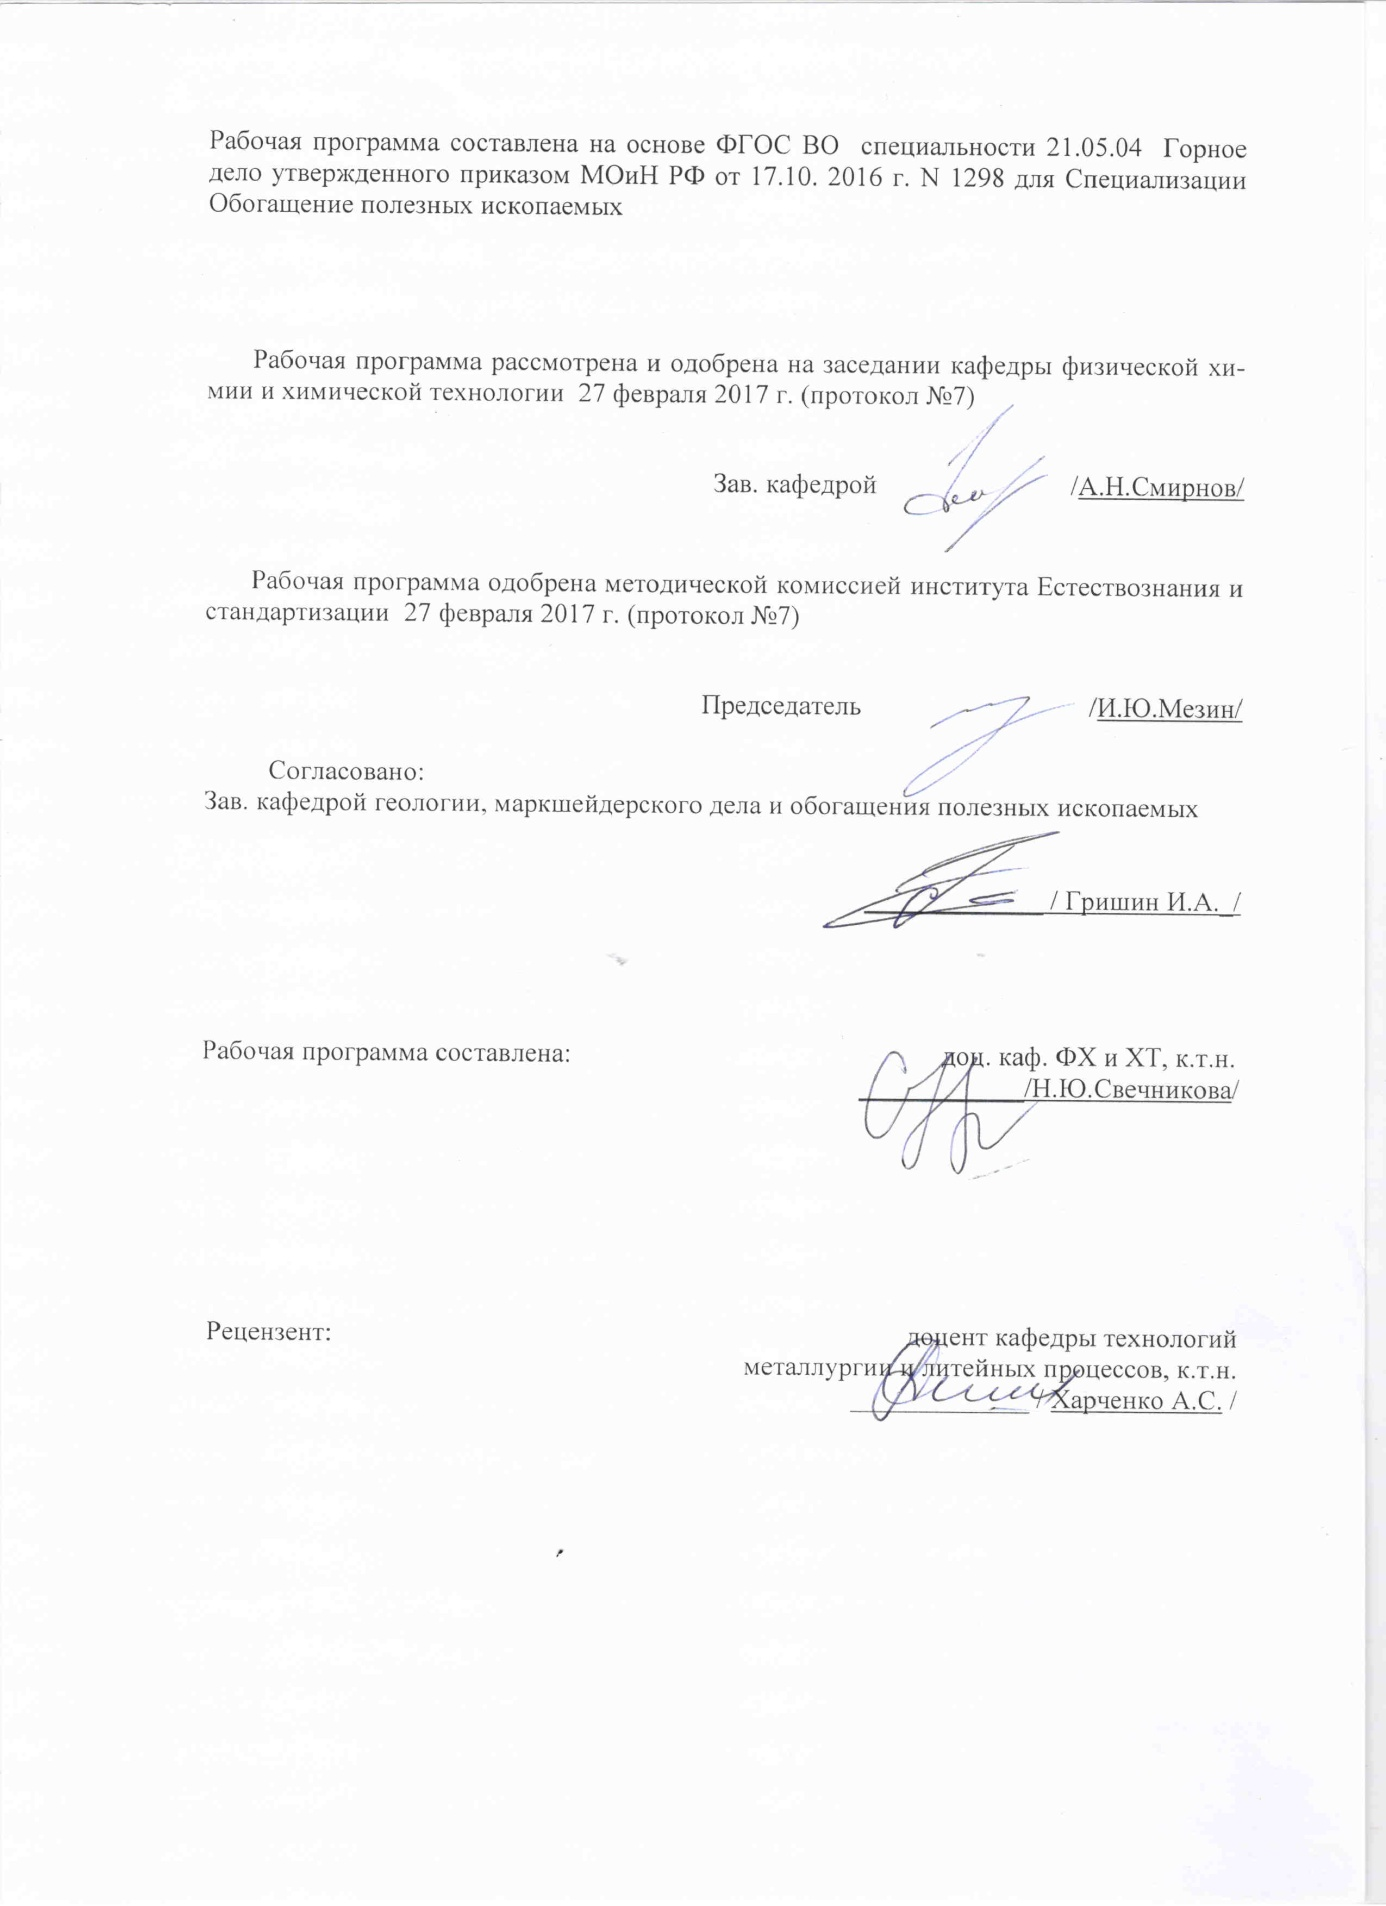 Рабочая программа составлена на основе ФГОС ВО специальности 21.05.04 Горное
дело утвержденного приказом МОиН РФ от 17.10. 2016 г. N 1298 для Специализации
Обогащение полезных ископаемых
Рабочая программа рассмотрена и одобрена на заседании кафедры физической хи-
мии и химической технологии 27 февраля 2017 г. (протокол №7)
Зав. кафедрой /А.Н.Смирнов/
Рабочая программа одобрена методической комиссией института Естествознания и
стандартизации 27 февраля 2017 г. (протокол №7)
Председатель /И.Ю.Мезин/
Согласовано:
Зав. кафедрой геологии, маркшейдерского дела и обогащения полезных ископаемых
/ Гришин И.А._/
Рабочая программа составлена: доц. каф. ФХ и ХТ, к.т.н.
/Н.Ю.Свечникова/
Рецензент: доцент кафедры технологий
металлургии и литейных процессов, к.т.н.
/ Харченко А.С. /